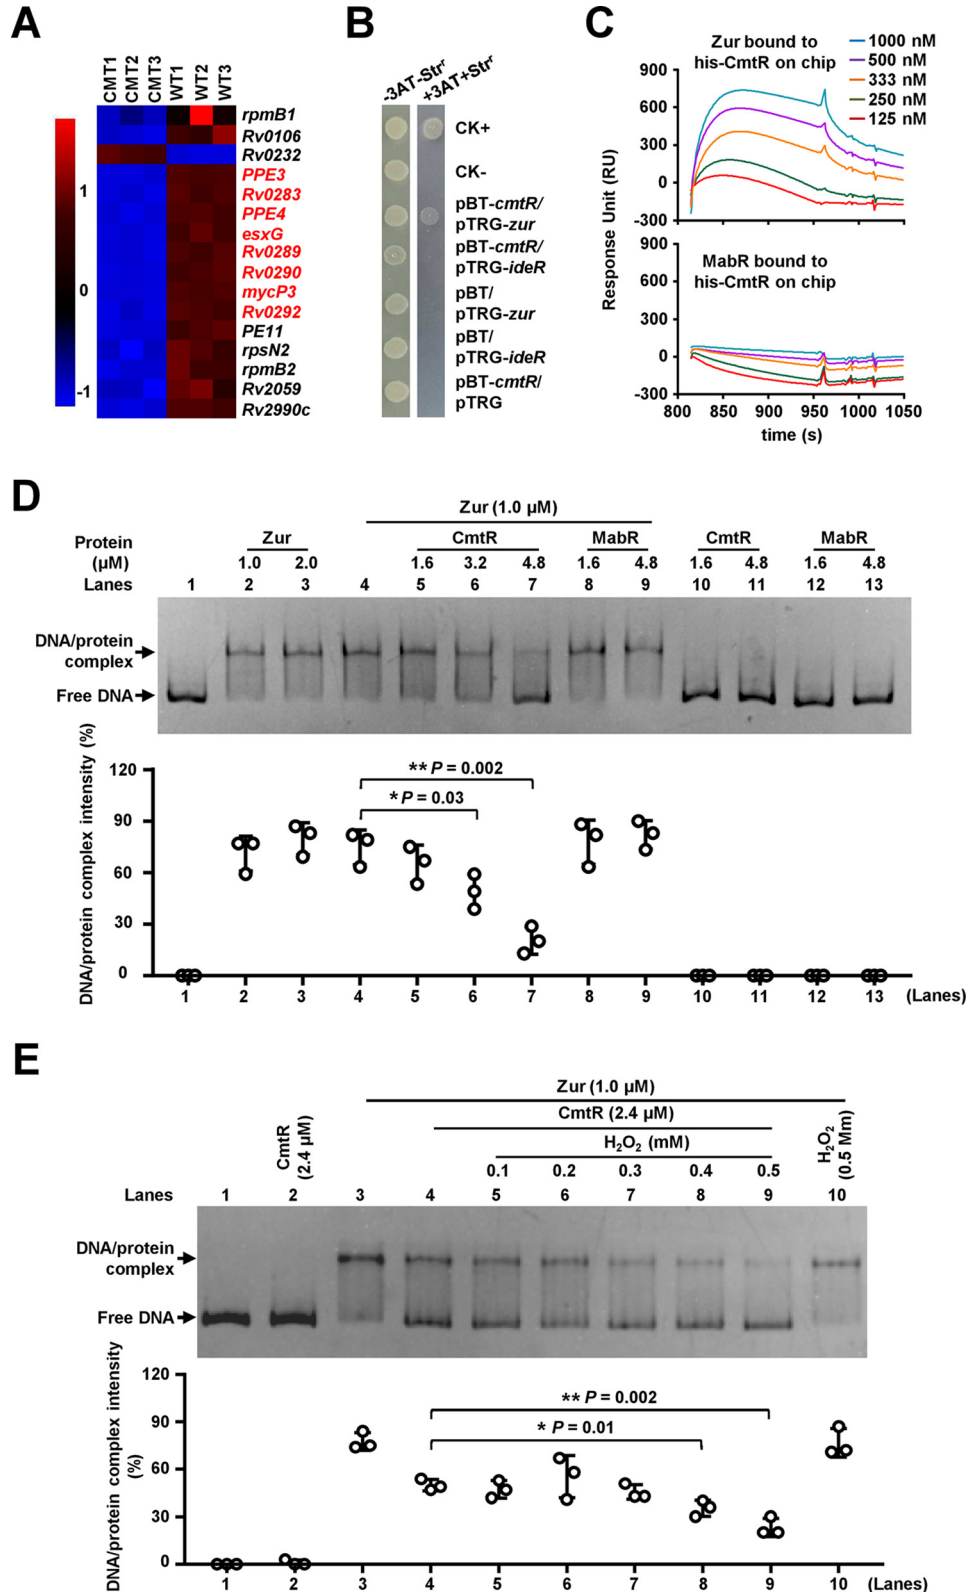 A
CMT1 CMT2 CMT3 WT1 WT2 WT3
1
0
-1
rpmB1
Rv0106
Rv0232
PPE3
Rv0283
PPE4
esxG
Rv0289
Rv0290
mycP3
Rv0292
PE11
rpsN2
rpmB2
Rv2059
Rv2990c
B
-3AT-Strʳ +3AT+Strʳ
CK+
CK-
pBT-cmtR/
pTRG-zur
pBT-cmtR/
pTRG-ideR
pBT/
pTRG-zur
pBT/
pTRG-ideR
pBT-cmtR/
pTRG
C
Zur bound to
his-CmtR on chip
1000 nM
500 nM
333 nM
250 nM
125 nM
900
600
300
0
-300
Response Unit (RU)
MabR bound to
his-CmtR on chip
900
600
300
0
-300
800 850 900 950 1000 1050
time (s)
D
Zur (1.0 µM)
Protein Zur CmtR MabR CmtR MabR
(µM) 1.0 2.0 1.6 3.2 4.8 1.6 4.8 1.6 4.8 1.6 4.8
Lanes 1 2 3 4 5 6 7 8 9 10 11 12 13
DNA/protein
complex
Free DNA
DNA/protein complex intensity (%)
120
90
60
30
0
** P = 0.002
* P = 0.03
1 2 3 4 5 6 7 8 9 10 11 12 13 (Lanes)
E
Zur (1.0 µM)
CmtR (2.4 µM)
H₂O₂ (mM)
CmtR
(2.4 µM)
H₂O₂
(0.5 Mm)
0.1 0.2 0.3 0.4 0.5
Lanes 1 2 3 4 5 6 7 8 9 10
DNA/protein
complex
Free DNA
DNA/protein complex intensity
(%)
120
90
60
30
0
** P = 0.002
* P = 0.01
1 2 3 4 5 6 7 8 9 10 (Lanes)